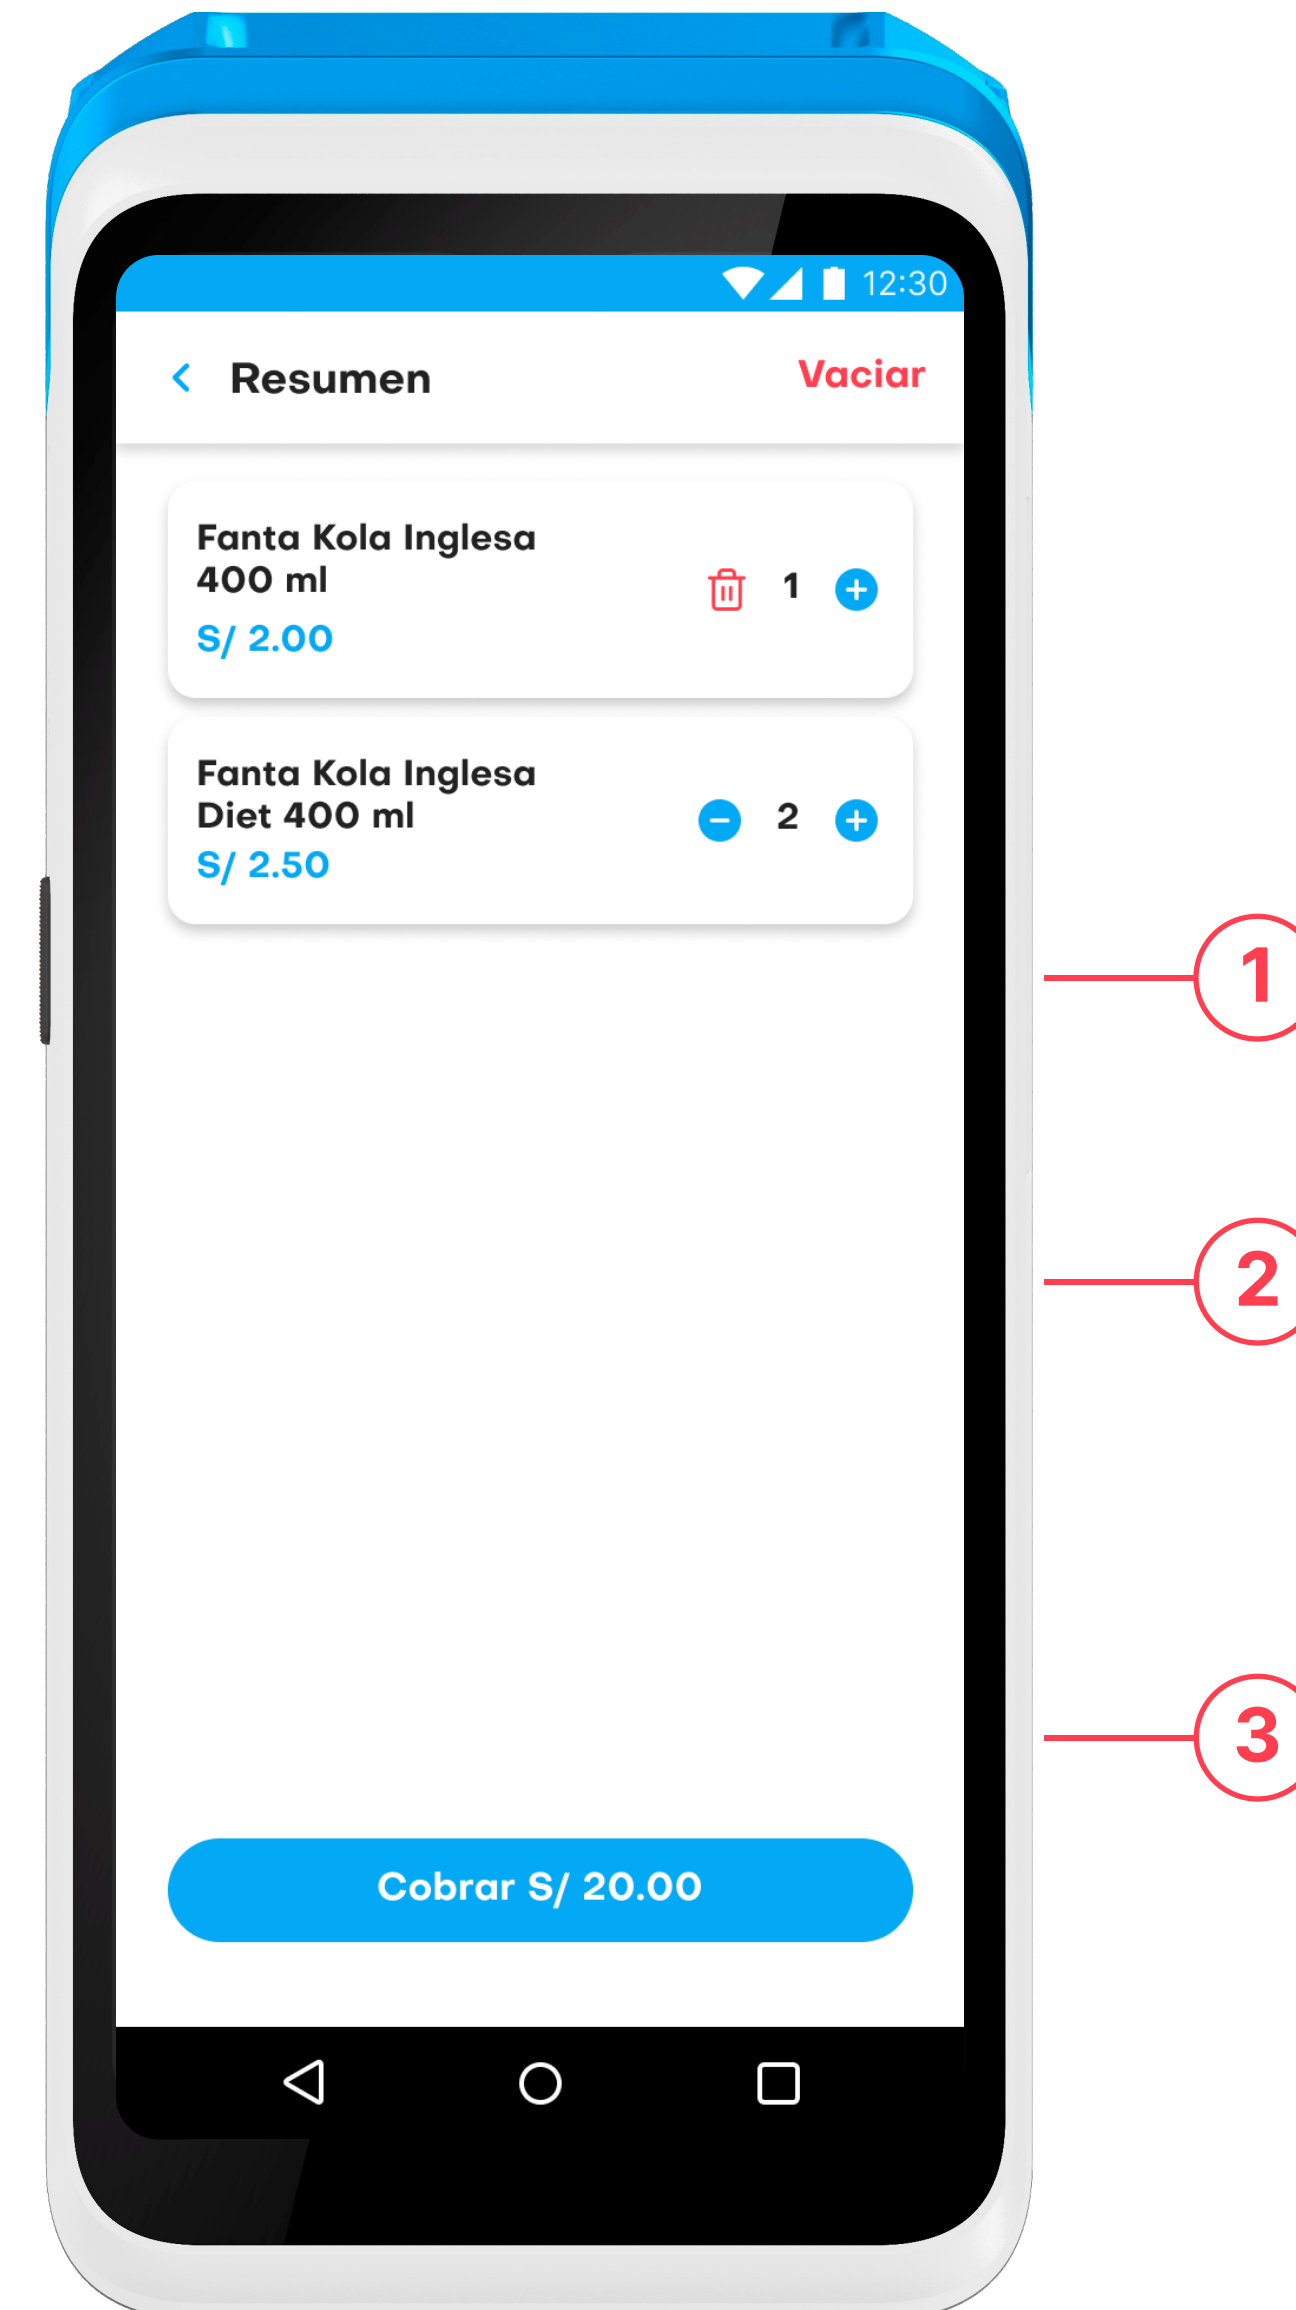 12:30
Resumen
Vaciar
Fanta Kola Inglesa
400 ml
1
S/ 2.00
Fanta Kola Inglesa
Diet 400 ml
2
S/ 2.50
1
2
3
Cobrar S/ 20.00